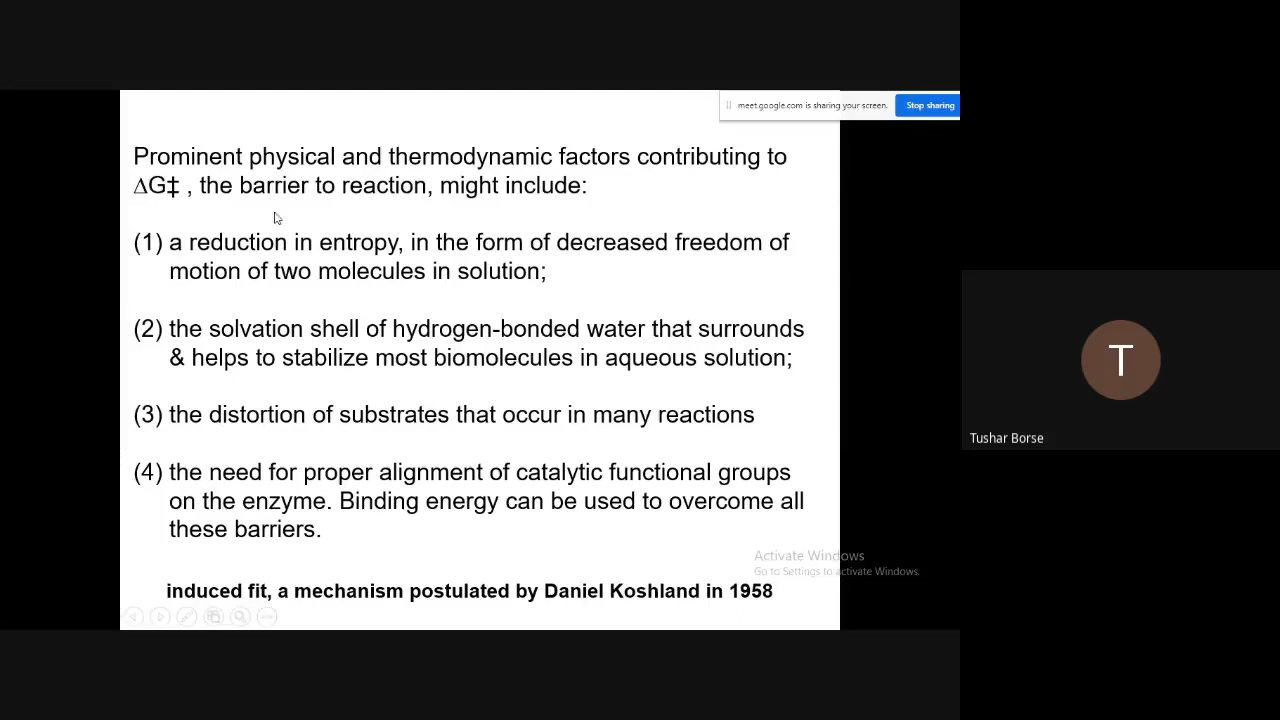 meet.google.com is sharing your screen.
Stop sharing
Prominent physical and thermodynamic factors contributing to
∆G‡ , the barrier to reaction, might include:
(1) a reduction in entropy, in the form of decreased freedom of
motion of two molecules in solution;
(2) the solvation shell of hydrogen-bonded water that surrounds
& helps to stabilize most biomolecules in aqueous solution;
(3) the distortion of substrates that occur in many reactions
(4) the need for proper alignment of catalytic functional groups
on the enzyme. Binding energy can be used to overcome all
these barriers.
induced fit, a mechanism postulated by Daniel Koshland in 1958
Activate Windows
Go to Settings to activate Windows.
T
Tushar Borse